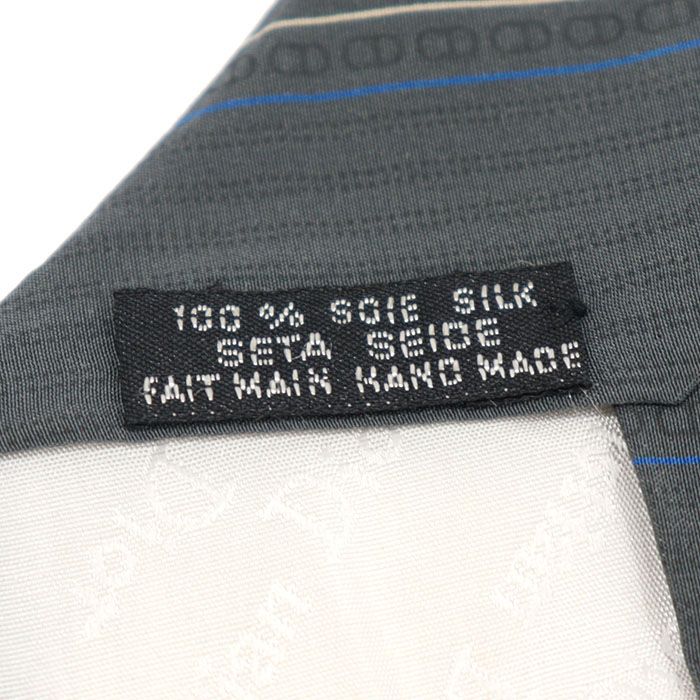 100 % SOIE SILK
SETA SEIDE
FAIT MAIN HAND MADE